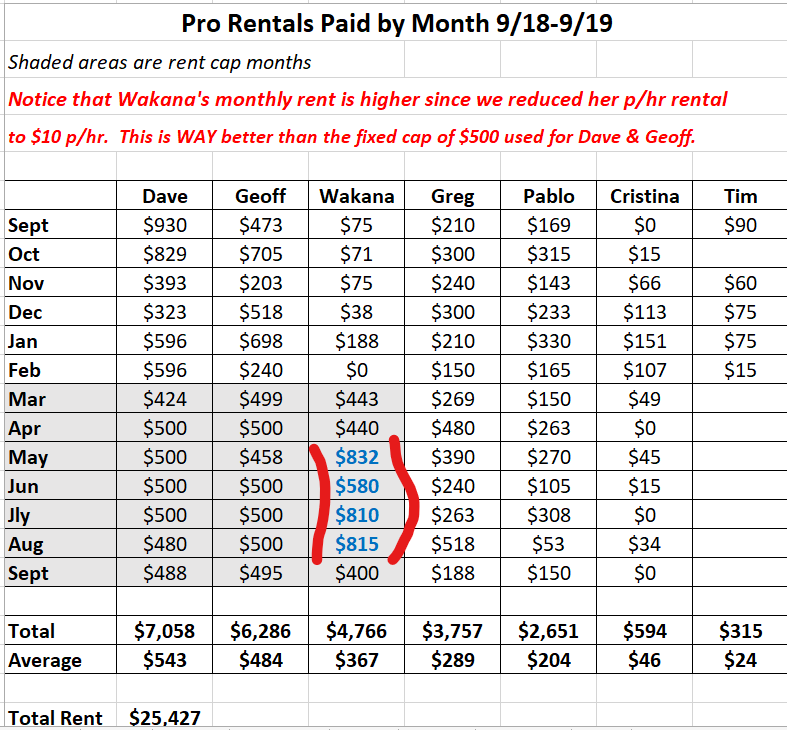 Pro Rentals Paid by Month 9/18-9/19
Shaded areas are rent cap months
Notice that Wakana's monthly rent is higher since we reduced her p/hr rental
to $10 p/hr. This is WAY better than the fixed cap of $500 used for Dave & Geoff.
Dave Geoff Wakana Greg Pablo Cristina Tim
Sept $930 $473 $75 $210 $169 $0 $90
Oct $829 $705 $71 $300 $315 $15
Nov $393 $203 $75 $240 $143 $66 $60
Dec $323 $518 $38 $300 $233 $113 $75
Jan $596 $698 $188 $210 $330 $151 $75
Feb $596 $240 $0 $150 $165 $107 $15
Mar $424 $499 $443 $269 $150 $49
Apr $500 $500 $440 $480 $263 $0
May $500 $458 $832 $390 $270 $45
Jun $500 $500 $580 $240 $105 $15
Jly $500 $500 $810 $263 $308 $0
Aug $480 $500 $815 $518 $53 $34
Sept $488 $495 $400 $188 $150 $0
Total $7,058 $6,286 $4,766 $3,757 $2,651 $594 $315
Average $543 $484 $367 $289 $204 $46 $24
Total Rent $25,427